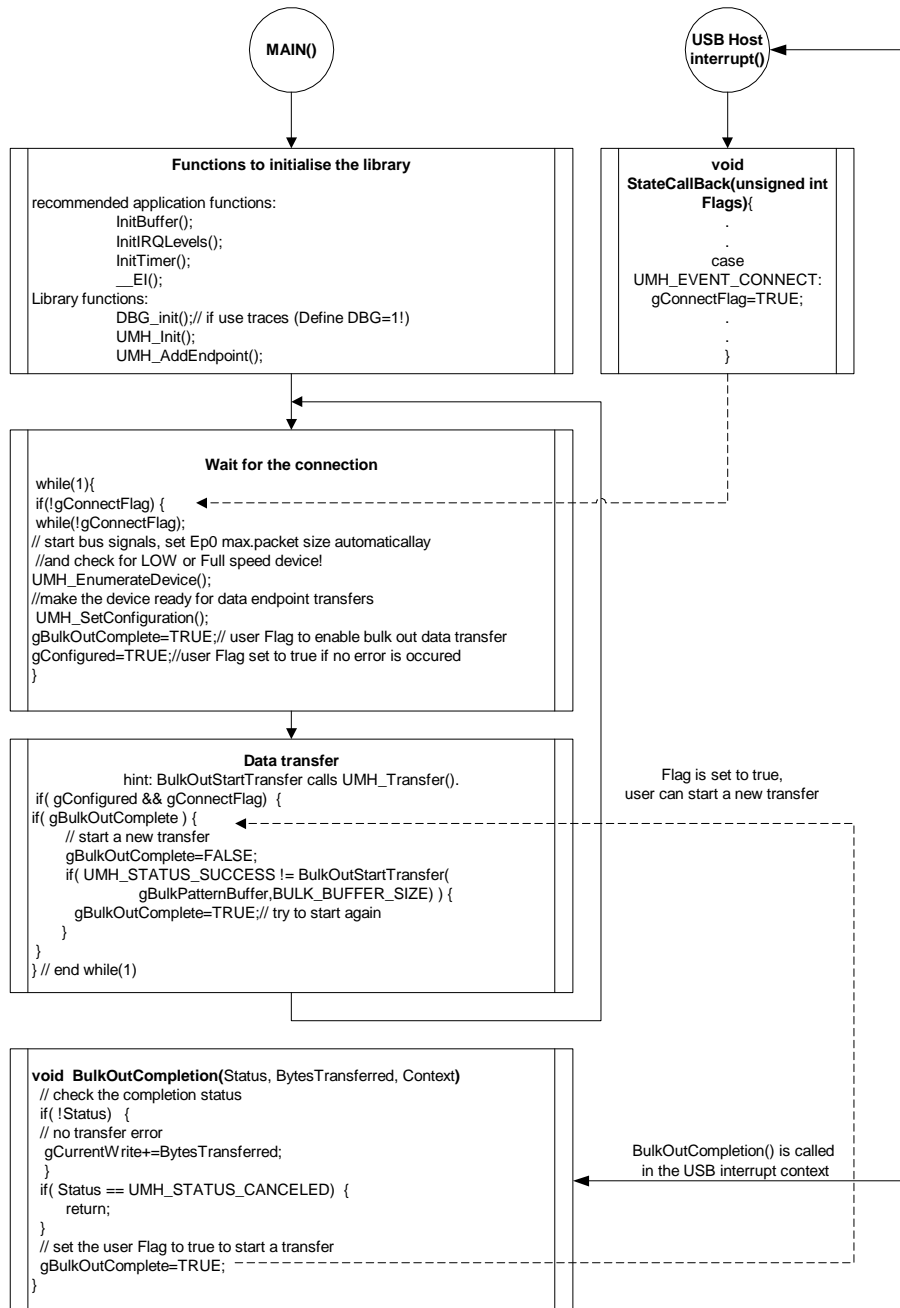 MAIN()
USB Host
interrupt()
Functions to initialise the library
recommended application functions:
InitBuffer();
InitIRQLevels();
InitTimer();
__EI();
Library functions:
DBG_init();// if use traces (Define DBG=1!)
UMH_Init();
UMH_AddEndpoint();
void
StateCallBack(unsigned int
Flags){
.
.
case
UMH_EVENT_CONNECT:
gConnectFlag=TRUE;
.
.
}
Wait for the connection
while(1){
if(!gConnectFlag) {
while(!gConnectFlag);
// start bus signals, set Ep0 max.packet size automaticallay
//and check for LOW or Full speed device!
UMH_EnumerateDevice();
//make the device ready for data endpoint transfers
UMH_SetConfiguration();
gBulkOutComplete=TRUE;// user Flag to enable bulk out data transfer
gConfigured=TRUE;//user Flag set to true if no error is occured
}
Data transfer
hint: BulkOutStartTransfer calls UMH_Transfer().
if( gConfigured && gConnectFlag) {
if( gBulkOutComplete ) {
// start a new transfer
gBulkOutComplete=FALSE;
if( UMH_STATUS_SUCCESS != BulkOutStartTransfer(
gBulkPatternBuffer,BULK_BUFFER_SIZE) ) {
gBulkOutComplete=TRUE;// try to start again
}
}
} // end while(1)
Flag is set to true,
user can start a new transfer
void BulkOutCompletion(Status, BytesTransferred, Context)
// check the completion status
if( !Status) {
// no transfer error
gCurrentWrite+=BytesTransferred;
}
if( Status == UMH_STATUS_CANCELED) {
return;
}
// set the user Flag to true to start a transfer
gBulkOutComplete=TRUE;
}
BulkOutCompletion() is called
in the USB interrupt context